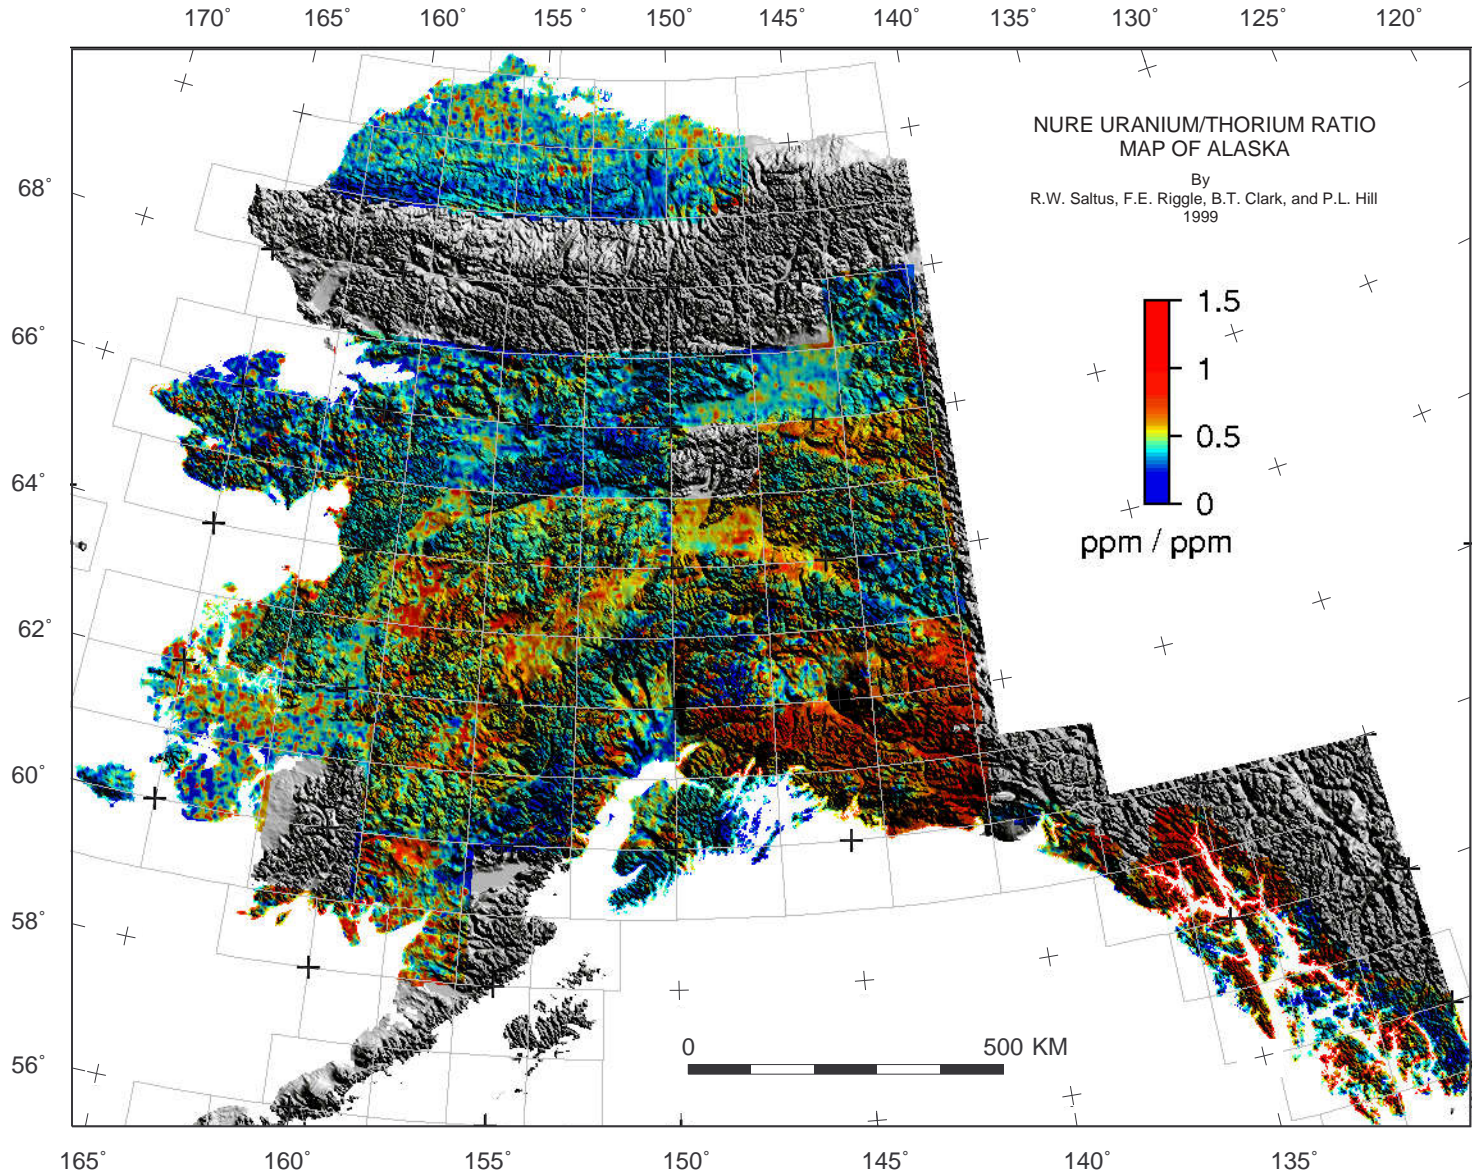 170° 165° 160° 155° 150° 145° 140° 135° 130° 125° 120°
NURE URANIUM/THORIUM RATIO
MAP OF ALASKA
By
R.W. Saltus, F.E. Riggle, B.T. Clark, and P.L. Hill
1999
68°
66°
64°
62°
60°
58°
56°
1.5
1
0.5
0
ppm / ppm
0 500 KM
165° 160° 155° 150° 145° 140° 135°